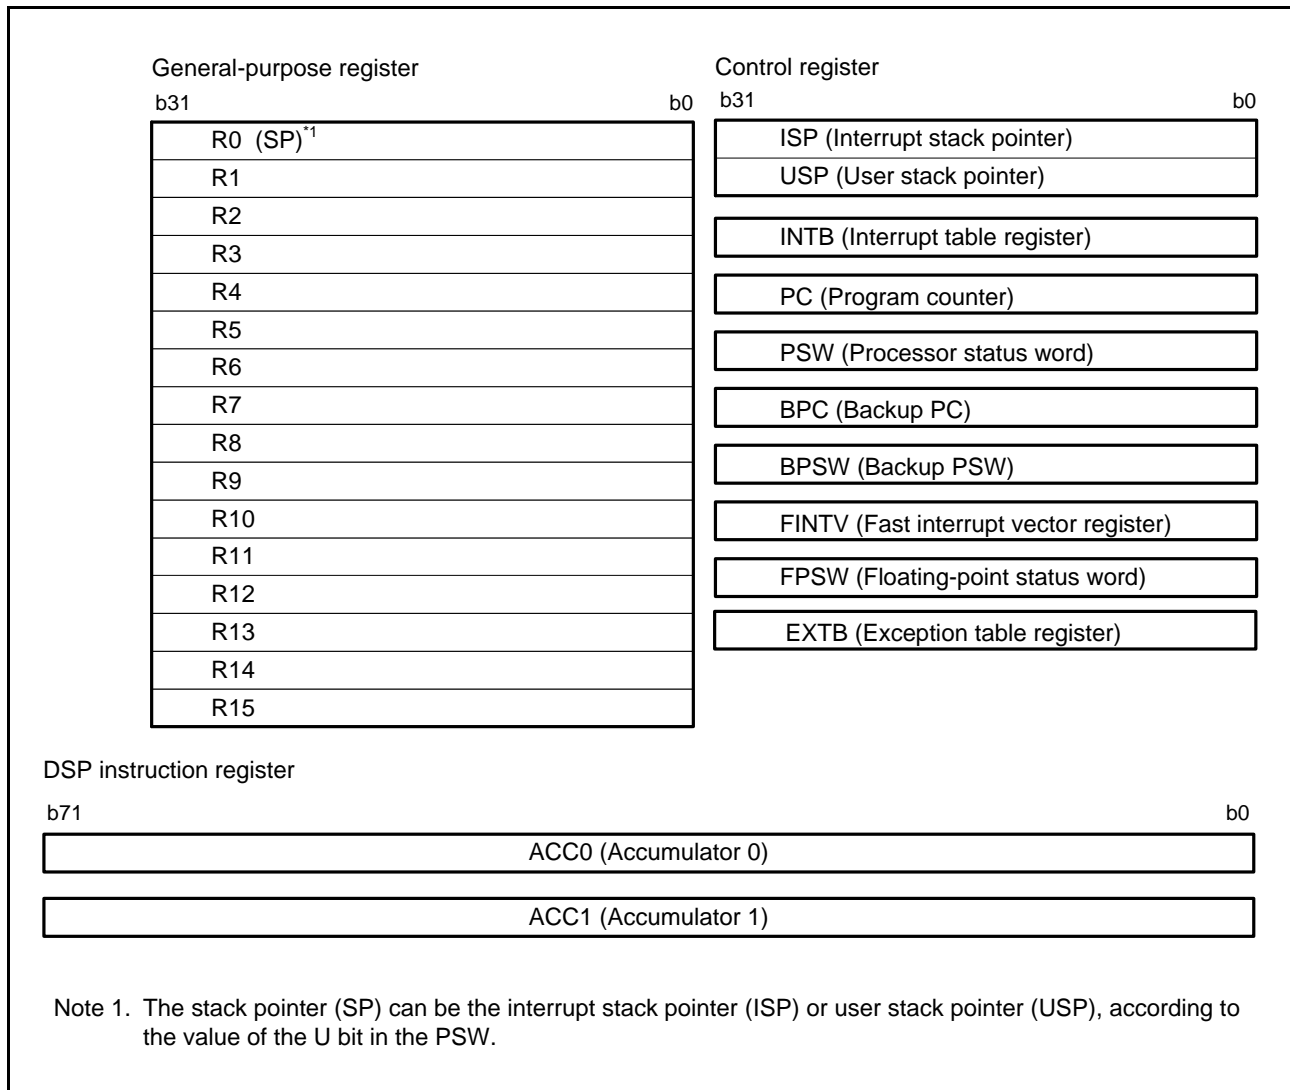 General-purpose register
b31 b0
R0 (SP)*1
R1
R2
R3
R4
R5
R6
R7
R8
R9
R10
R11
R12
R13
R14
R15
Control register
b31 b0
ISP (Interrupt stack pointer)
USP (User stack pointer)
INTB (Interrupt table register)
PC (Program counter)
PSW (Processor status word)
BPC (Backup PC)
BPSW (Backup PSW)
FINTV (Fast interrupt vector register)
FPSW (Floating-point status word)
EXTB (Exception table register)
DSP instruction register
b71 b0
ACC0 (Accumulator 0)
ACC1 (Accumulator 1)
Note 1. The stack pointer (SP) can be the interrupt stack pointer (ISP) or user stack pointer (USP), according to
the value of the U bit in the PSW.